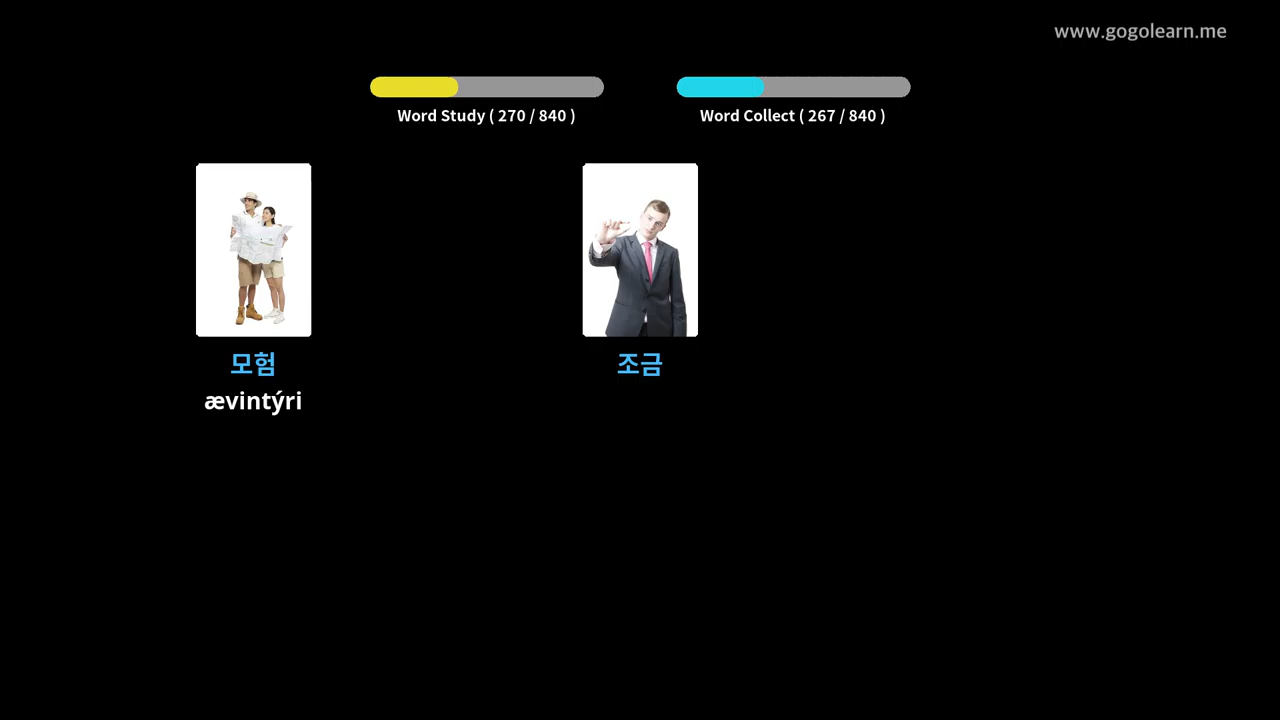 www.gogolearn.me
Word Study ( 270 / 840 )
Word Collect ( 267 / 840 )
모험
ævintýri
조금